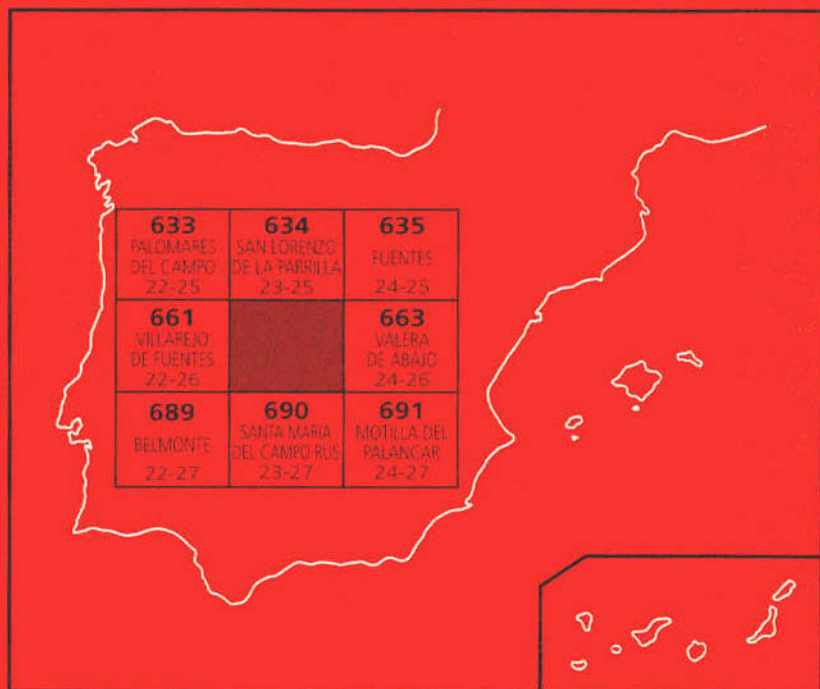 633
PALOMARES
DEL CAMPO
22-25
634
SAN LORENZO
DE LA PARRILLA
23-25
635
FUENTES
24-25
661
VILLAREJO
DE FUENTES
22-26
663
VALERA
DE ABAJO
24-26
689
BELMONTE
22-27
690
SANTA MARIA
DEL CAMPO RUS
23-27
691
MOTILLA DEL
PALANCAR
24-27